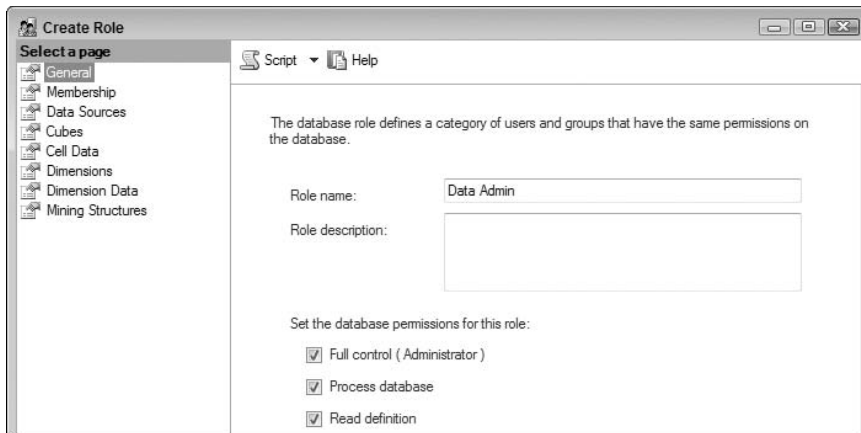 Create Role
Select a page
General
Membership
Data Sources
Cubes
Cell Data
Dimensions
Dimension Data
Mining Structures
Script
Help
The database role defines a category of users and groups that have the same permissions on
the database.
Role name:
Data Admin
Role description:
Set the database permissions for this role:
Full control ( Administrator )
Process database
Read definition